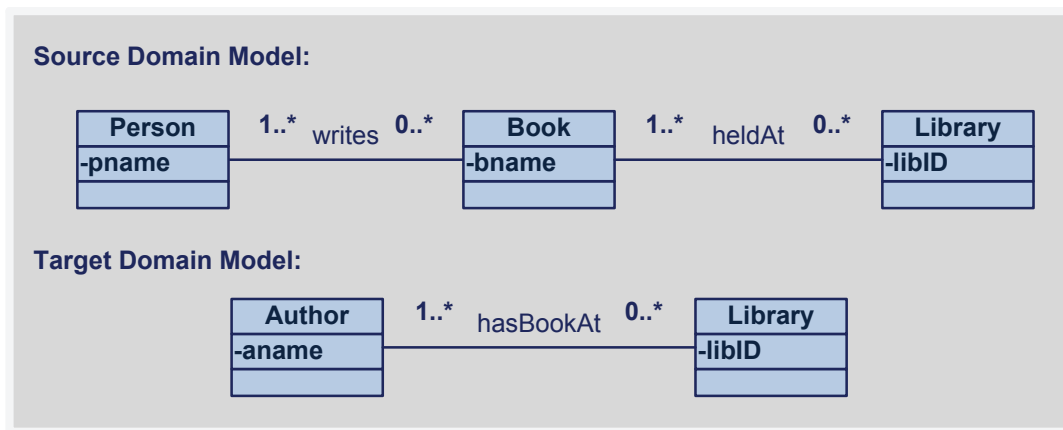 Source Domain Model:
Person 1..* writes 0..* Book 1..* heldAt 0..* Library
-pname -bname -libID
Target Domain Model:
Author 1..* hasBookAt 0..* Library
-aname -libID